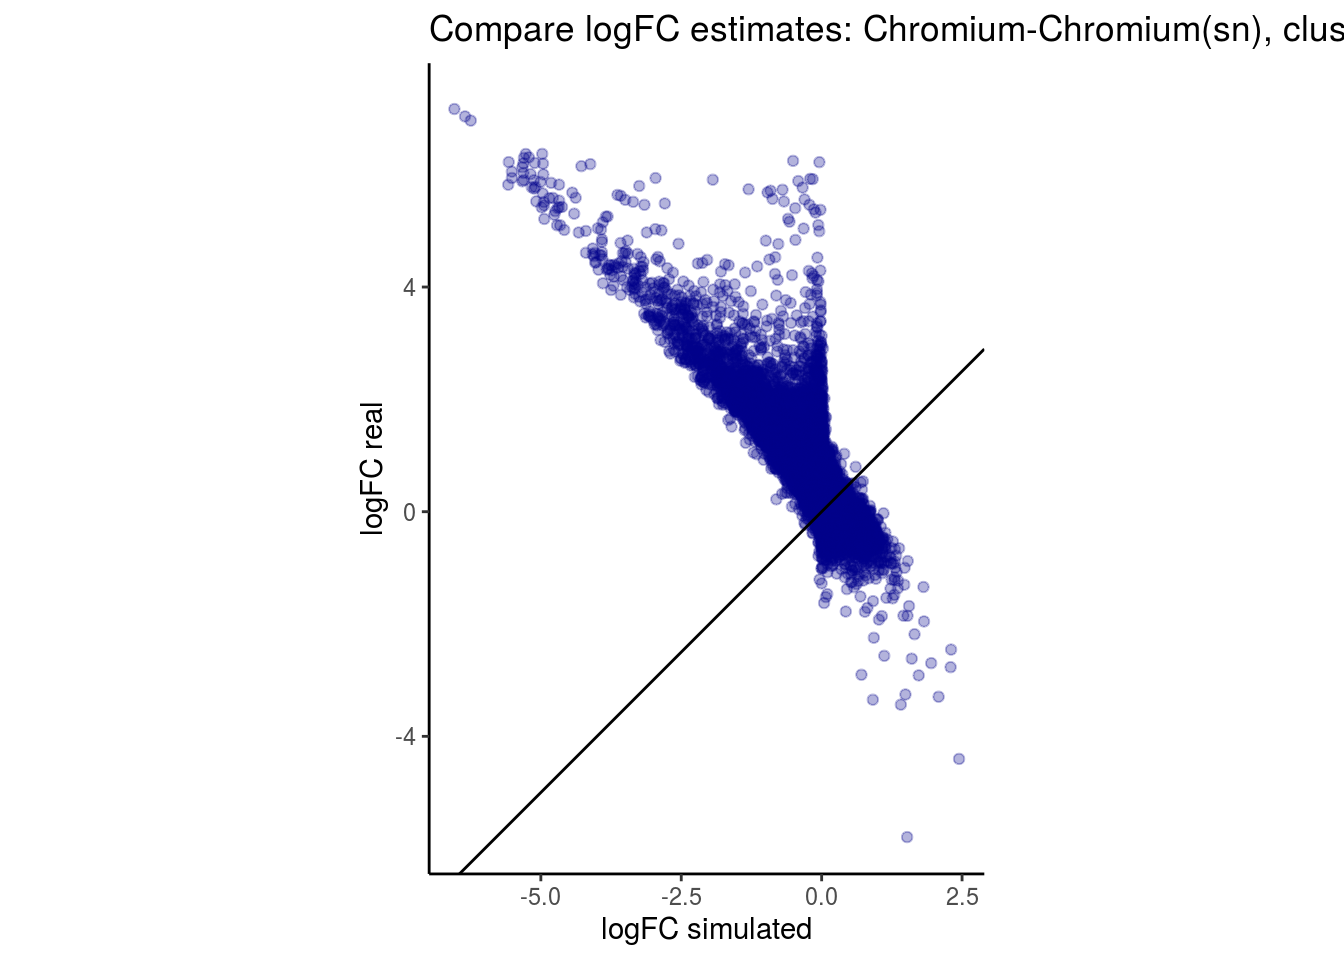 Compare logFC estimates: Chromium-Chromium(sn), clus
4
0
-4
logFC real
-5.0 -2.5 0.0 2.5
logFC simulated